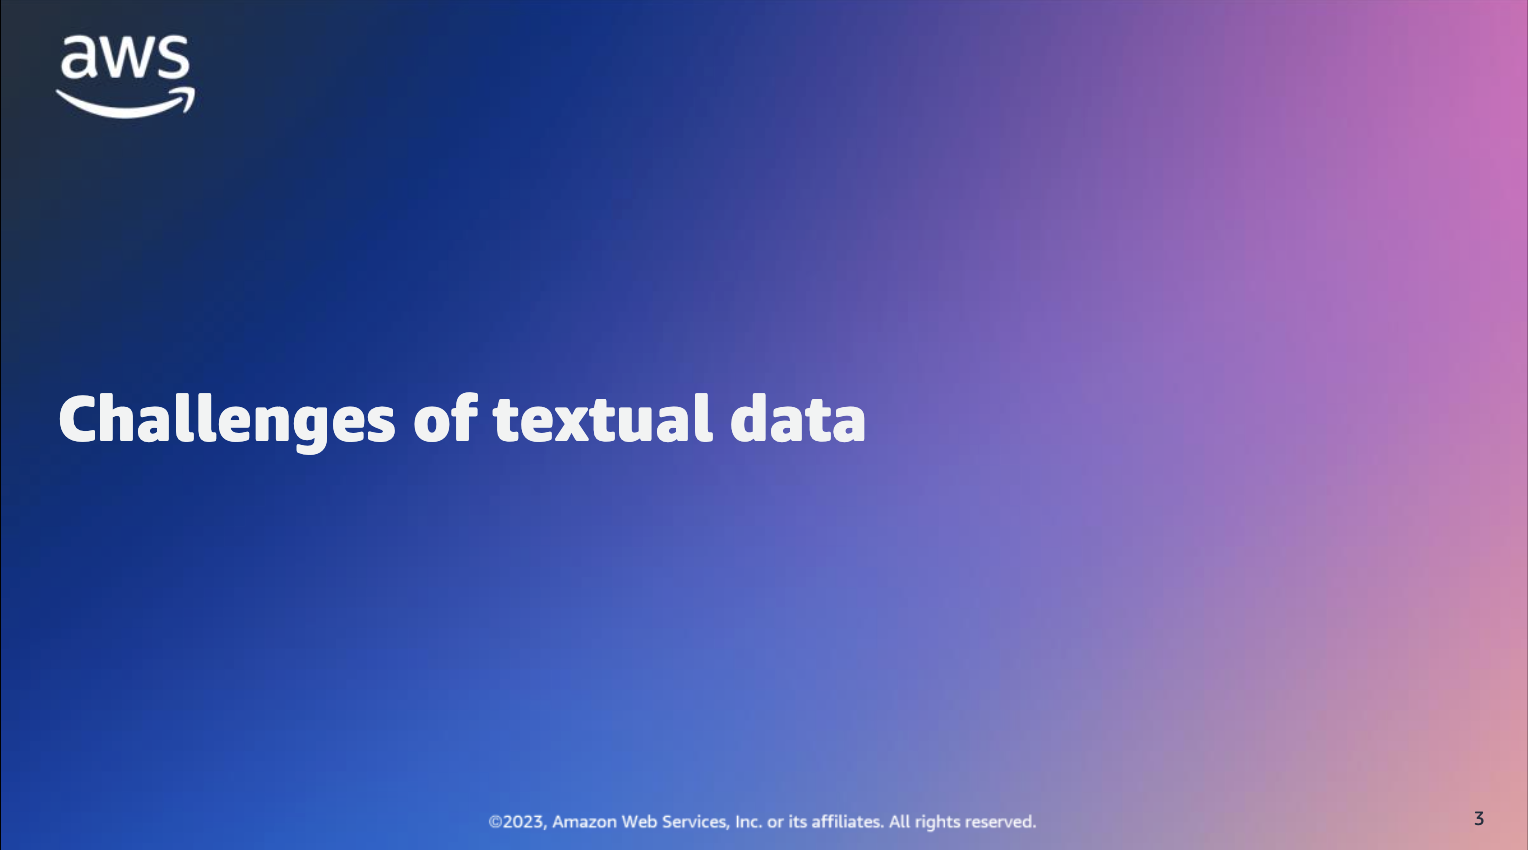 aws
Challenges of textual data
©2023, Amazon Web Services, Inc. or its affiliates. All rights reserved.
3